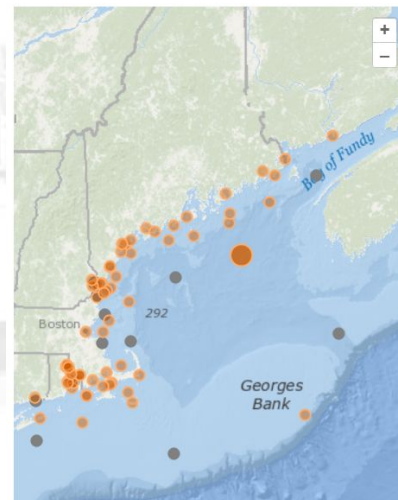 +
−
Bay of Fundy
Boston
292
Georges
Bank